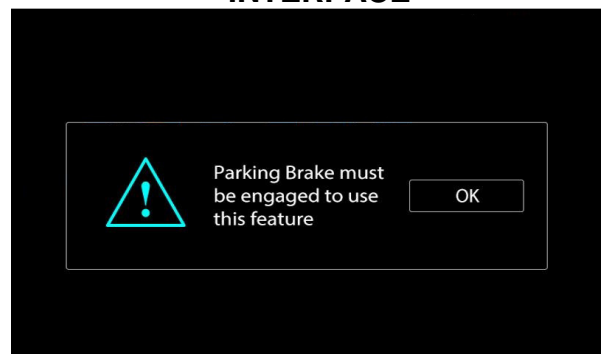 INTERFACE
Parking Brake must
be engaged to use
this feature
OK